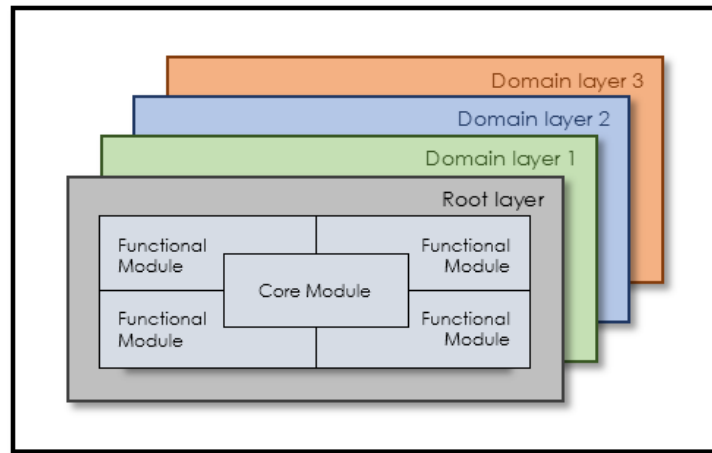 Domain layer 3
Domain layer 2
Domain layer 1
Root layer
Functional
Module
Functional
Module
Core Module
Functional
Module
Functional
Module